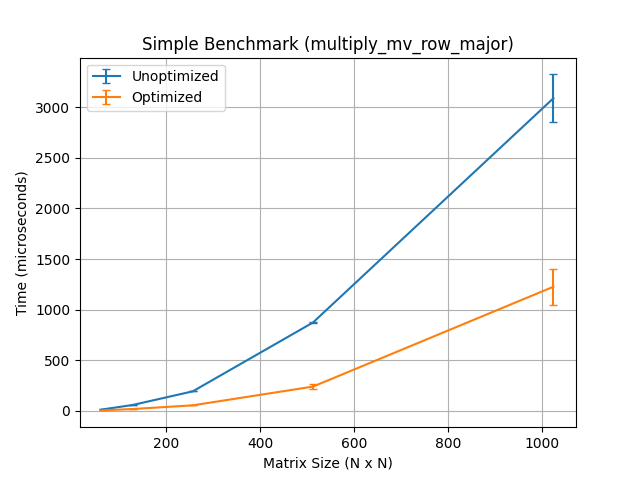 Simple Benchmark (multiply_mv_row_major)
Unoptimized
Optimized
Time (microseconds)
3000
2500
2000
1500
1000
500
0
200 400 600 800 1000
Matrix Size (N x N)